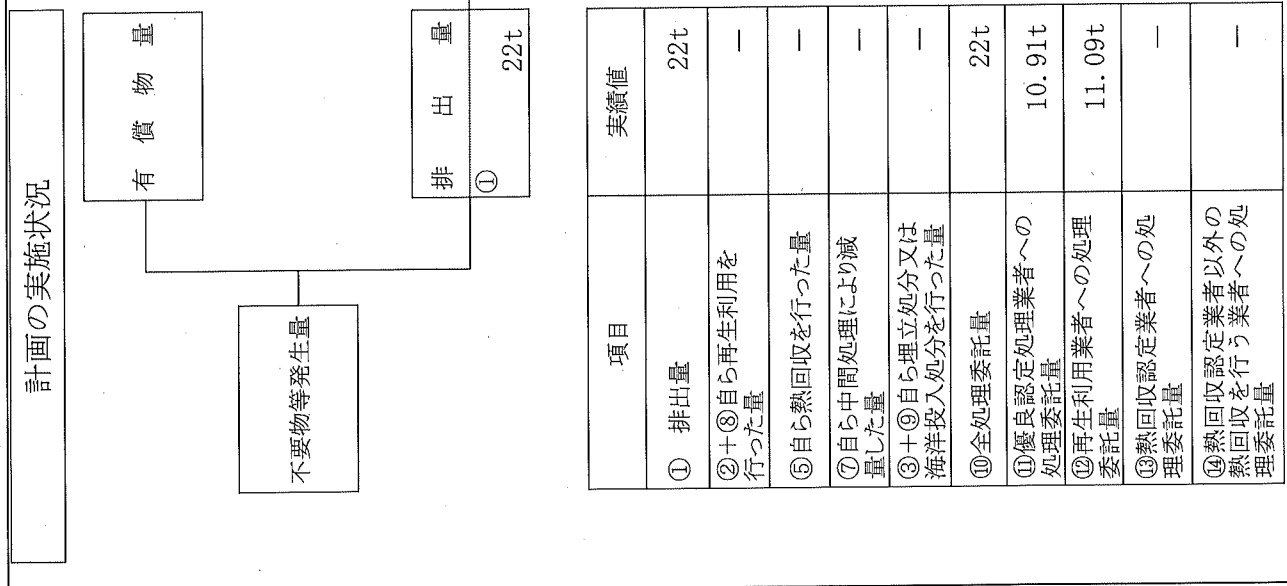 計画の実施状況
有償物量
不要物等発生量
排出量
①
22t
項目 実績値
① 排出量 22t
②+⑧自ら再生利用を
行った量 －
⑤自ら熱回収を行った量 －
⑦自ら中間処理により減
量した量 －
③+⑨自ら埋立処分又は
海洋投入処分を行った量 －
⑩全処理委託量 22t
⑪優良認定処理業者への
処理委託量 10.91t
⑫再生利用業者への処理
委託量 11.09t
⑬熱回収認定業者への処
理委託量 －
⑭熱回収認定業者以外の
熱回収を行う業者への処
理委託量 －